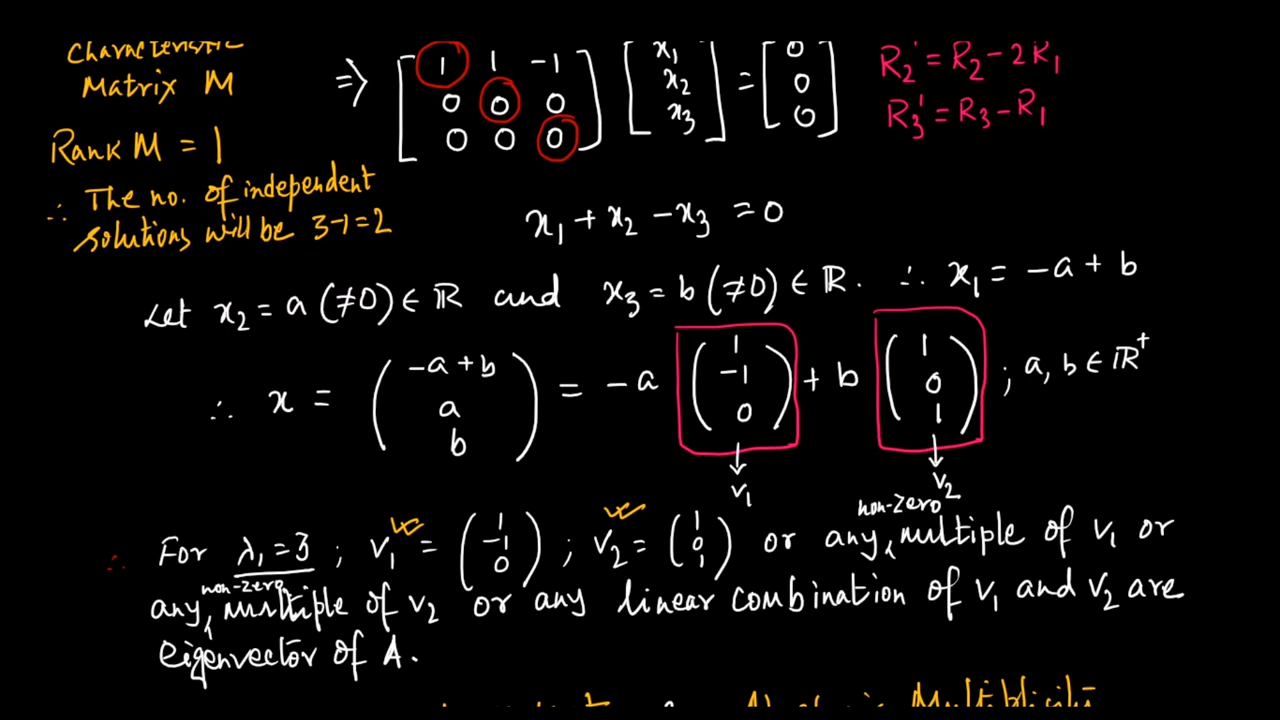 Characteristic
Matrix M
Rank M = 1
∴ The no. of independent
solutions will be 3-1=2
⇒ [ 1 1 -1 ; 0 0 0 ; 0 0 0 ] [ x₁ ; x₂ ; x₃ ] = [ 0 ; 0 ; 0 ]
R₂' = R₂ - 2R₁
R₃' = R₃ - R₁
x₁ + x₂ - x₃ = 0
Let x₂ = a (≠0) ∈ ℝ and x₃ = b (≠0) ∈ ℝ. ∴ x₁ = -a + b
∴ x = ( -a + b ; a ; b ) = -a ( 1 ; -1 ; 0 ) + b ( 1 ; 0 ; 1 ) ; a, b ∈ ℝ⁺
v₁ v₂
∴ For λ₁ = 3 ; v₁ = ( 1 ; -1 ; 0 ) ; v₂ = ( 1 ; 0 ; 1 ) or any non-zero multiple of v₁ or
any non-zero multiple of v₂ or any linear combination of v₁ and v₂ are
eigenvector of A.
Multiplicity